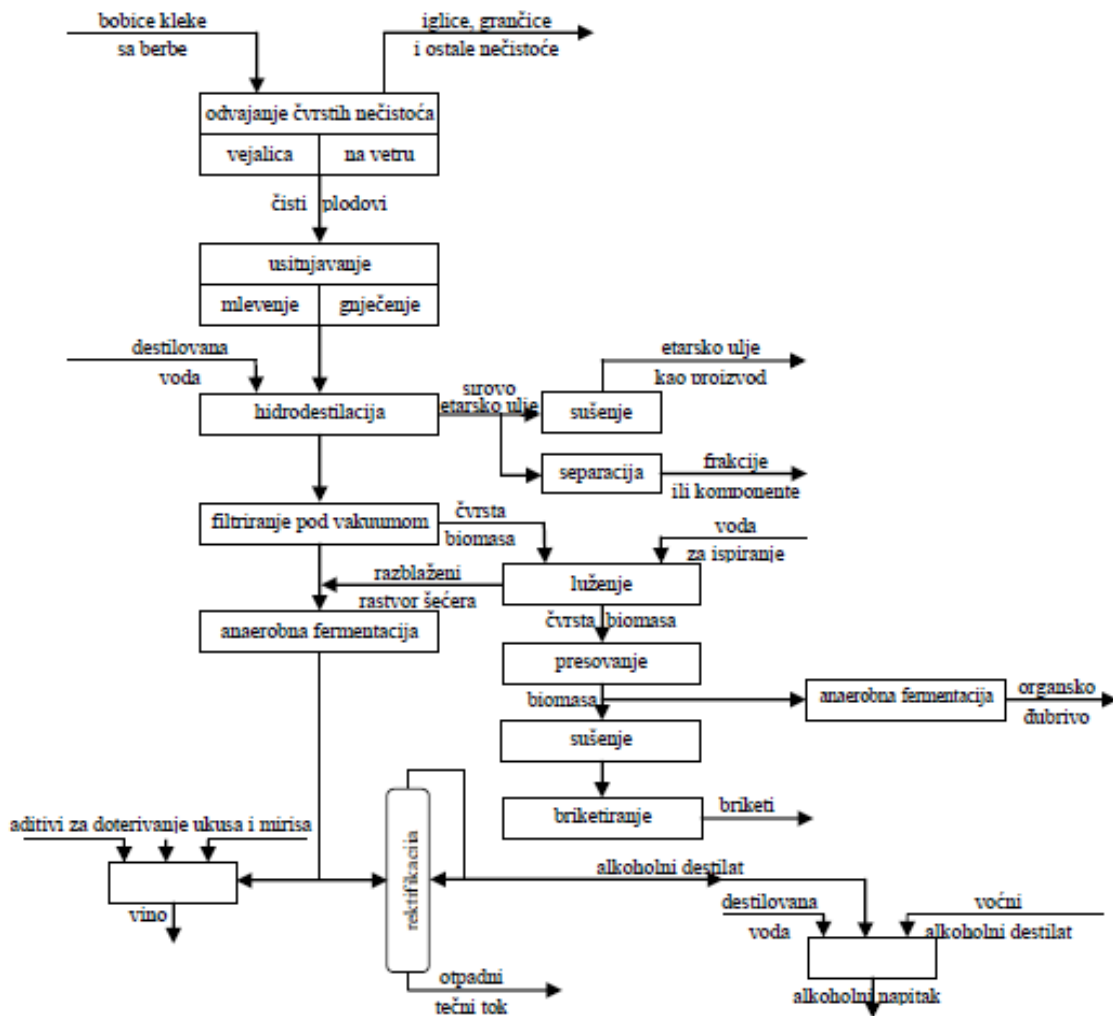 bobice kleke
sa berbe
iglice, grančice
i ostale nečistoće
odvajanje čvrstih nečistoća
vejalica
na vetru
čisti plodovi
usitnjavanje
mlevenje
gnječenje
destilovana
voda
hidrodestilacija
sirovo
etarsko ulje
sušenje
etarsko ulje
kao proizvod
separacija
frakcije
ili komponente
filtriranje pod vakuumom
čvrsta
biomasa
voda
za ispiranje
luženje
razblaženi
rastvor šećera
anaerobna fermentacija
čvrsta biomasa
presovanje
biomasa
anaerobna fermentacija
organsko
đubrivo
sušenje
briketiranje
briketi
aditivi za doterivanje ukusa i mirisa
vino
rektifikacija
alkoholni destilat
destilovana
voda
voćni
alkoholni destilat
otpadni
tečni tok
alkoholni napitak